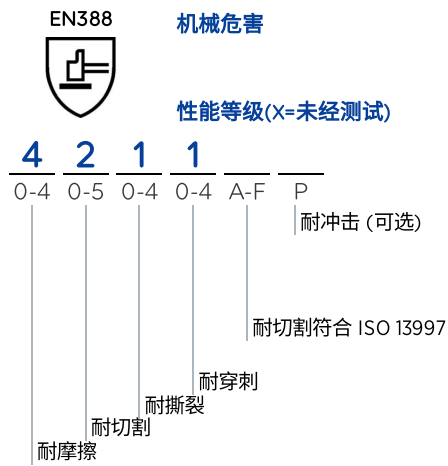 EN388
机械危害
性能等级(X=未经测试)
4 2 1 1
0-4 0-5 0-4 0-4 A-F P
耐冲击 (可选)
耐切割符合 ISO 13997
耐穿刺
耐撕裂
耐切割
耐摩擦